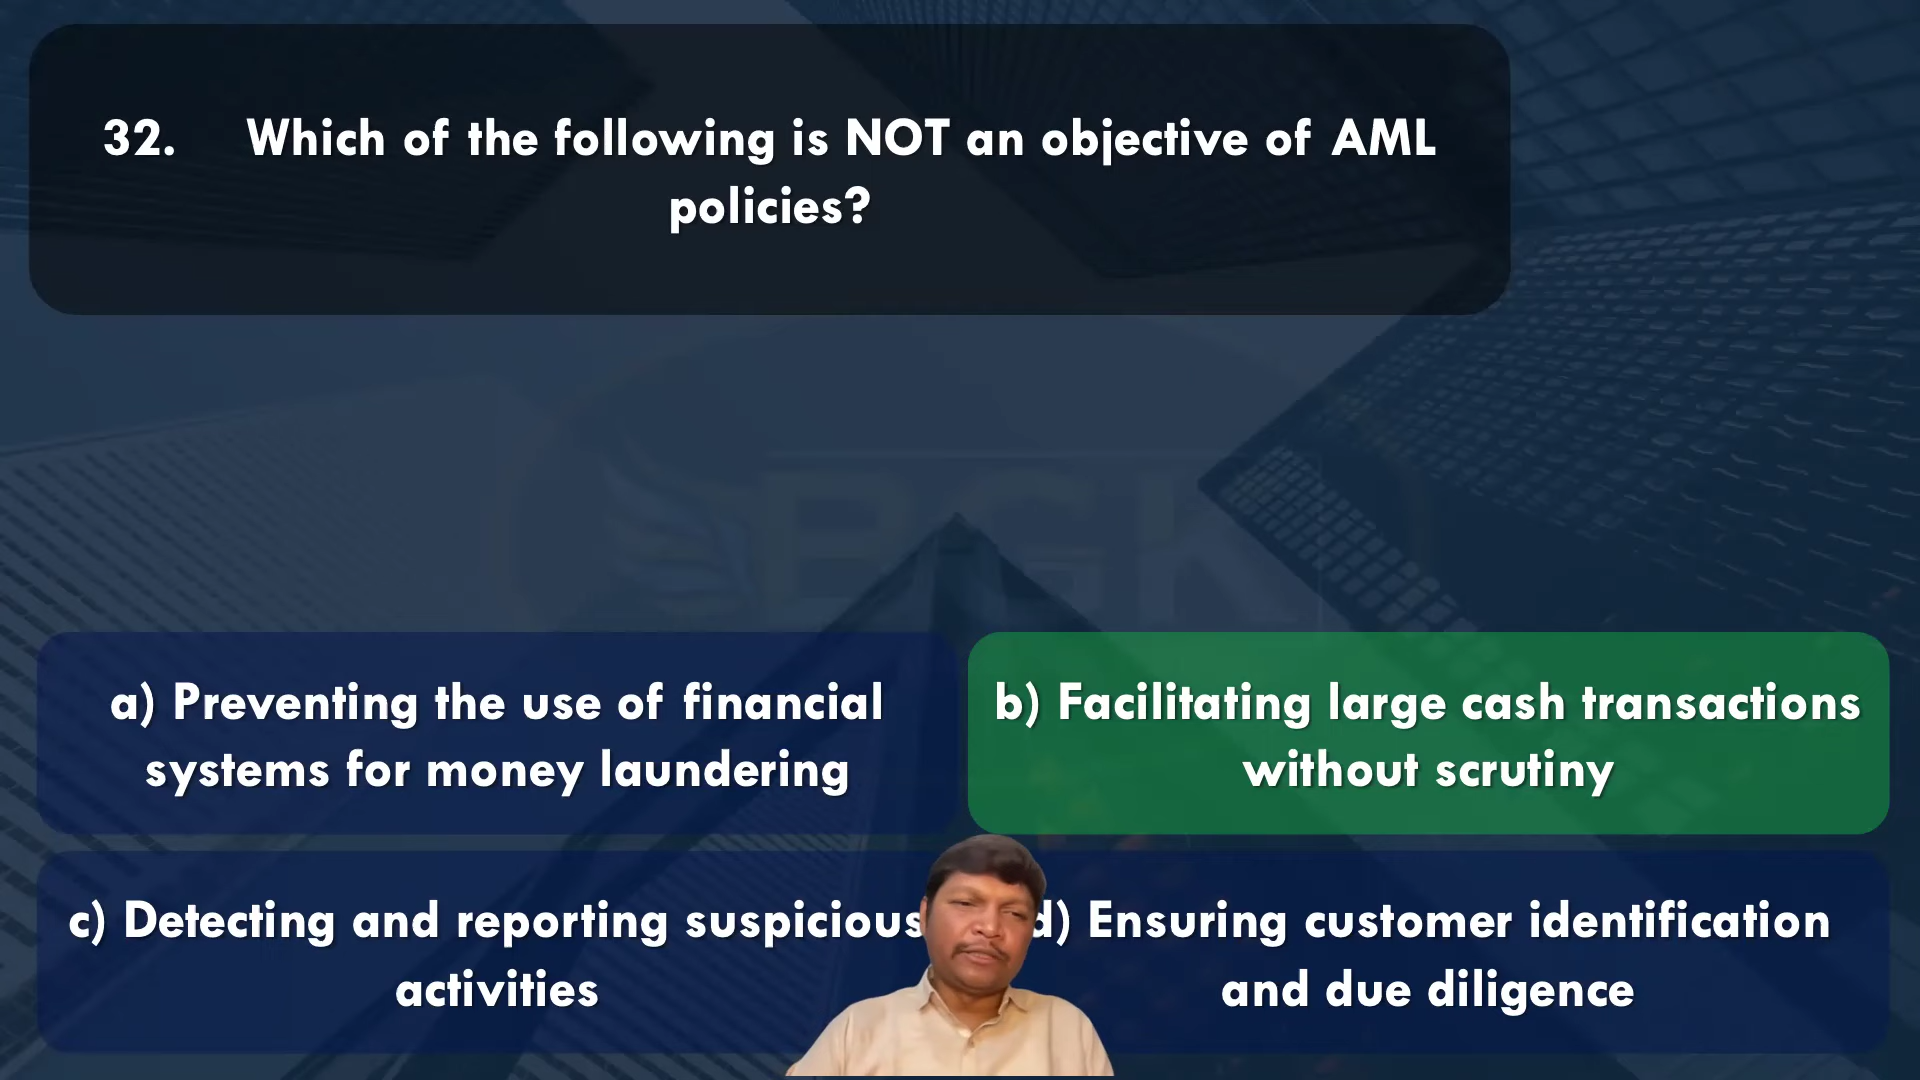 32. Which of the following is NOT an objective of AML
policies?
a) Preventing the use of financial
systems for money laundering
b) Facilitating large cash transactions
without scrutiny
c) Detecting and reporting suspicious
activities
d) Ensuring customer identification
and due diligence
BGK